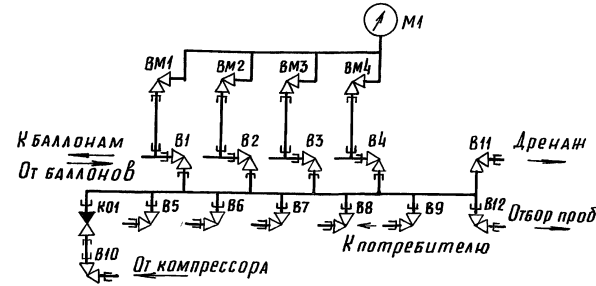 М1
ВМ1 ВМ2 ВМ3 ВМ4
К баллонам
От баллонов
В1 В2 В3 В4 В11
Дренаж
К01 В5 В6 В7 В8 В9 В12
Отбор проб
К потребителю
В10
От компрессора